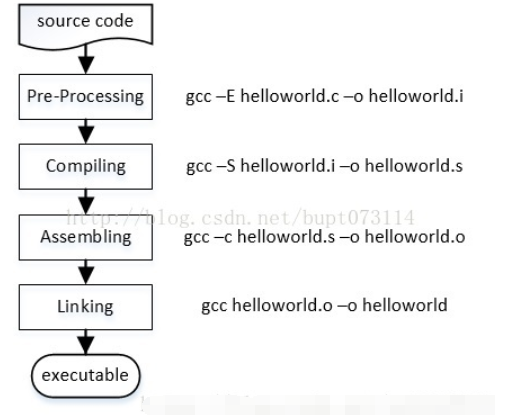 source code
Pre-Processing gcc –E helloworld.c –o helloworld.i
Compiling gcc –S helloworld.i –o helloworld.s
http://blog.csdn.net/bupt073114
Assembling gcc –c helloworld.s –o helloworld.o
Linking gcc helloworld.o –o helloworld
executable